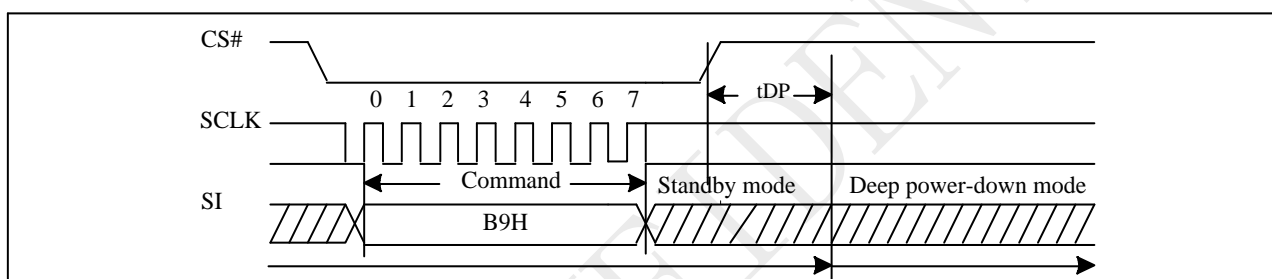 CS#
tDP
0 1 2 3 4 5 6 7
SCLK
Command
Standby mode
Deep power-down mode
SI
B9H